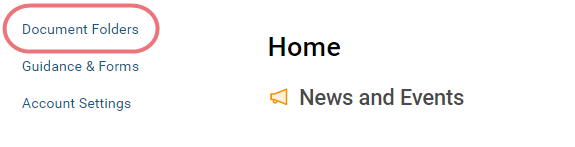 Document Folders
Guidance & Forms
Account Settings
Home
News and Events